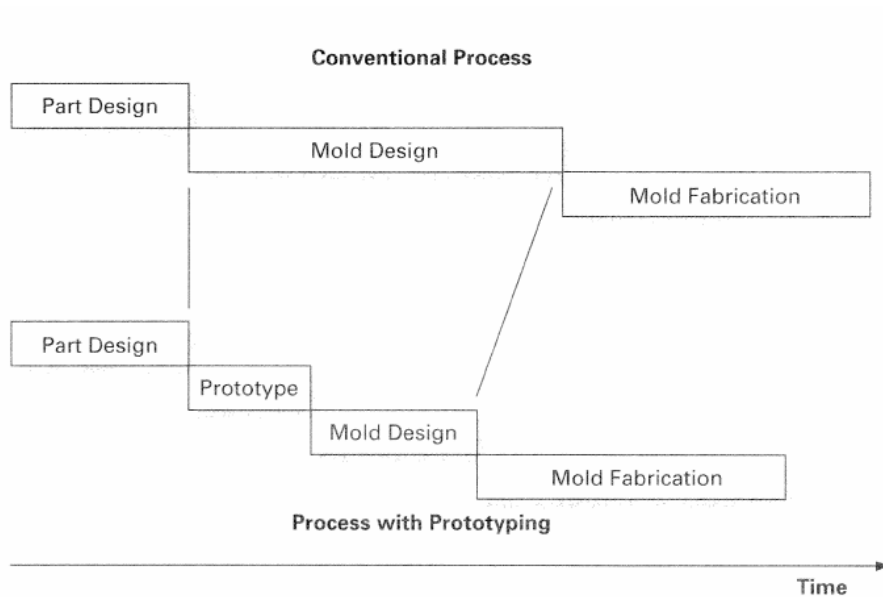 Conventional Process
Part Design
Mold Design
Mold Fabrication
Part Design
Prototype
Mold Design
Mold Fabrication
Process with Prototyping
Time